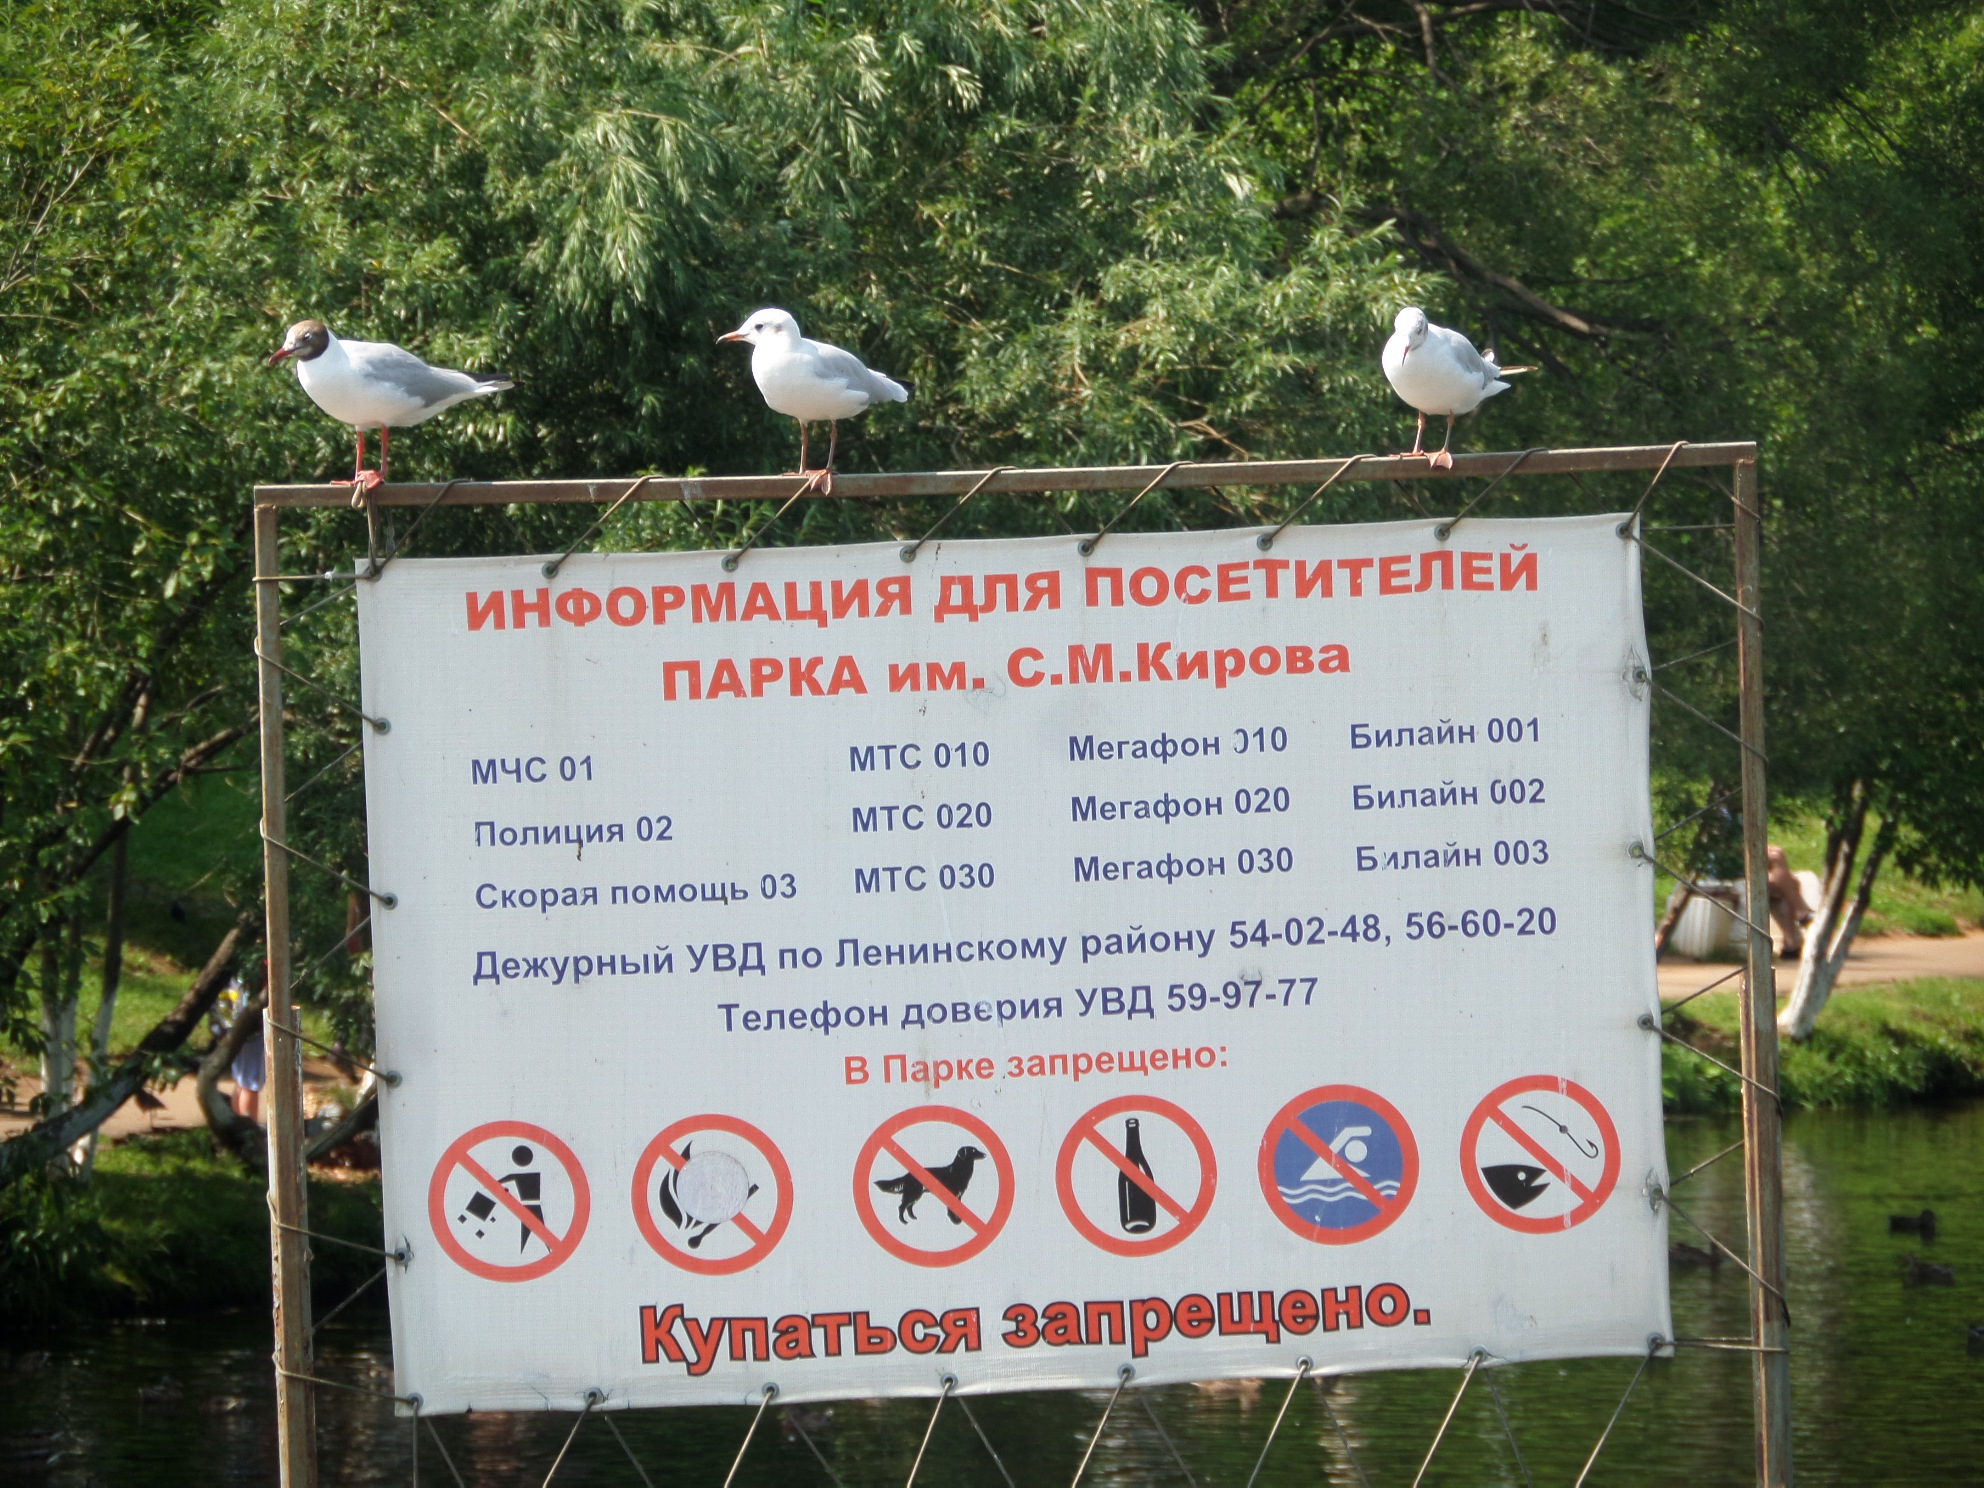 ИНФОРМАЦИЯ ДЛЯ ПОСЕТИТЕЛЕЙ
ПАРКА им. С.М.Кирова
МЧС 01 МТС 010 Мегафон 010 Билайн 001
Полиция 02 МТС 020 Мегафон 020 Билайн 002
Скорая помощь 03 МТС 030 Мегафон 030 Билайн 003
Дежурный УВД по Ленинскому району 54-02-48, 56-60-20
Телефон доверия УВД 59-97-77
В Парке запрещено:
Купаться запрещено.